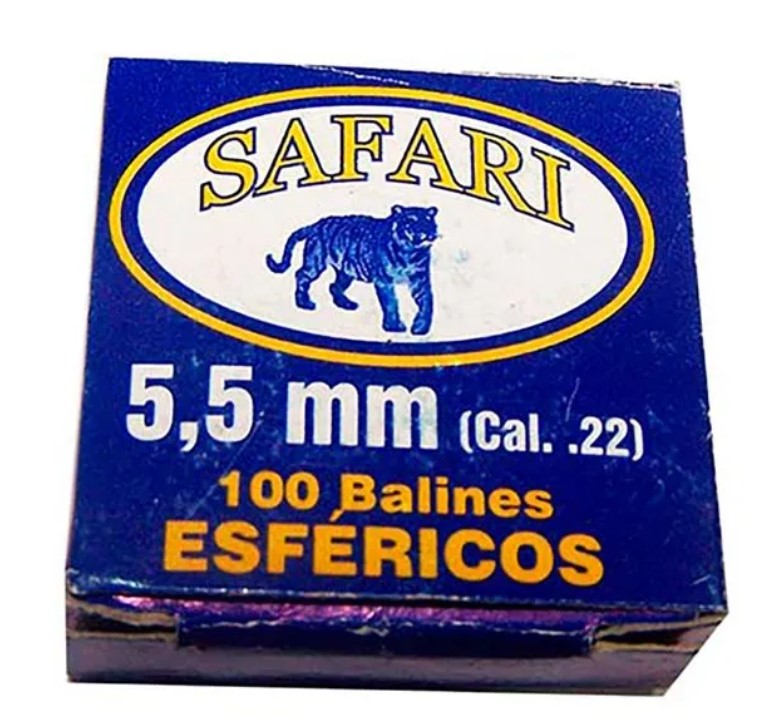 SAFARI
5,5 mm (Cal. .22)
100 Balines
ESFÉRICOS